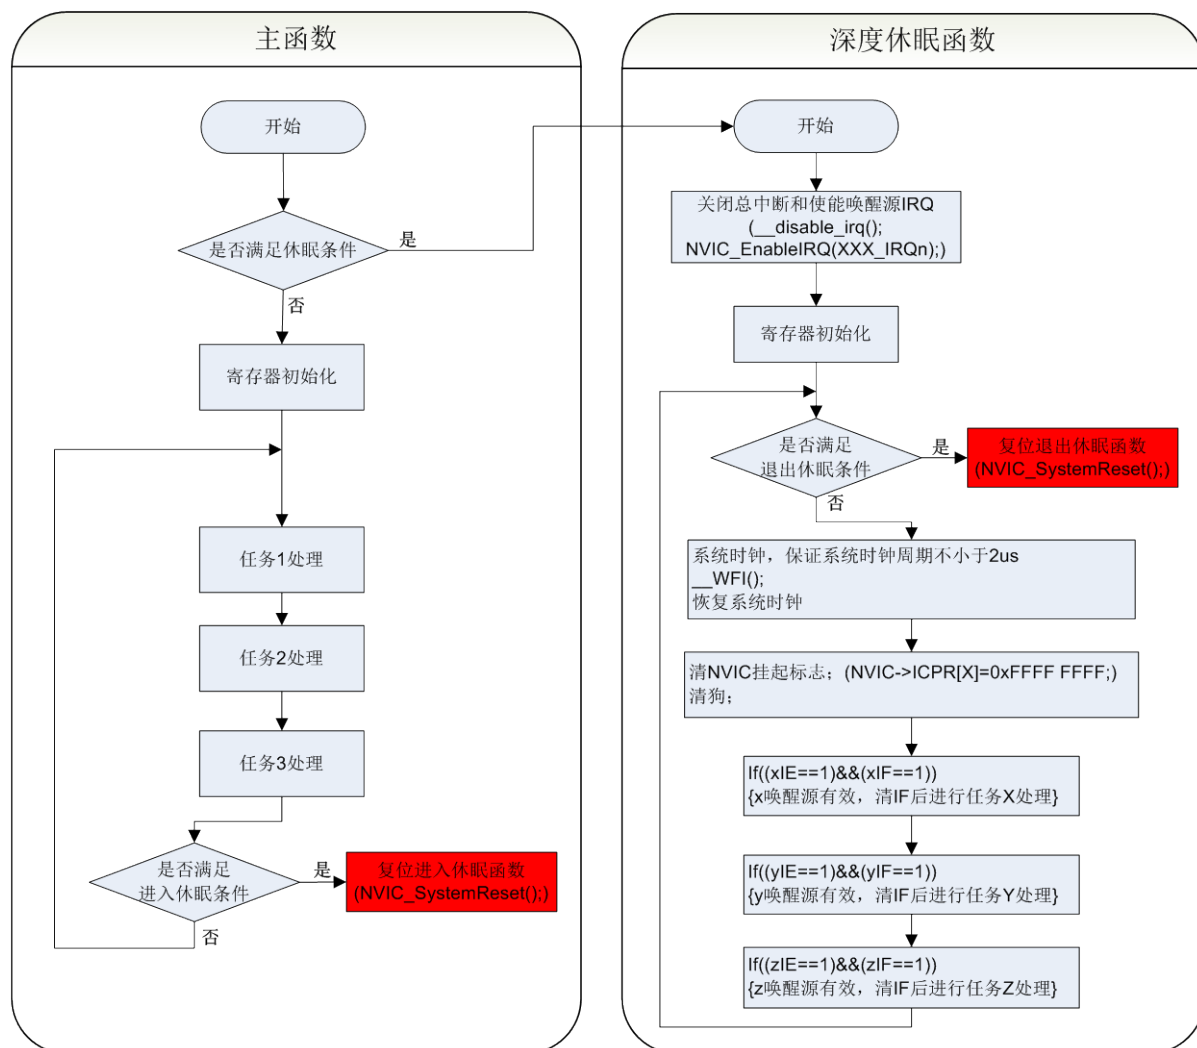 主函数
开始
是否满足休眠条件
是
否
寄存器初始化
任务1处理
任务2处理
任务3处理
是否满足
进入休眠条件
是
复位进入休眠函数
(NVIC_SystemReset();)
否
深度休眠函数
开始
关闭总中断和使能唤醒源IRQ
(__disable_irq();
NVIC_EnableIRQ(XXX_IRQn);)
寄存器初始化
是否满足
退出休眠条件
是
复位退出休眠函数
(NVIC_SystemReset();)
否
系统时钟，保证系统时钟周期不小于2us
__WFI();
恢复系统时钟
清NVIC挂起标志；(NVIC->ICPR[X]=0xFFFF FFFF;)
清狗；
If((xIE==1)&&(xIF==1))
{x唤醒源有效，清IF后进行任务X处理}
If((yIE==1)&&(yIF==1))
{y唤醒源有效，清IF后进行任务Y处理}
If((zIE==1)&&(zIF==1))
{z唤醒源有效，清IF后进行任务Z处理}